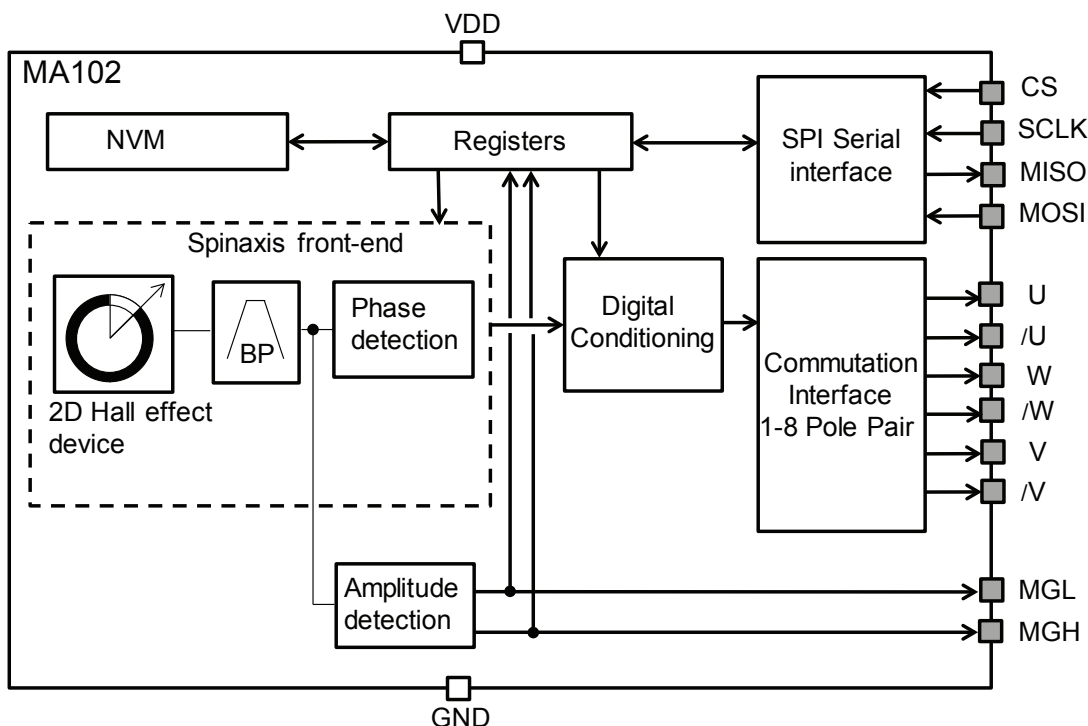 VDD
MA102
NVM
Registers
SPI Serial
interface
CS
SCLK
MISO
MOSI
Spinaxis front-end
2D Hall effect
device
BP
Phase
detection
Digital
Conditioning
Commutation
Interface
1-8 Pole Pair
U
/U
W
/W
V
/V
Amplitude
detection
MGL
MGH
GND